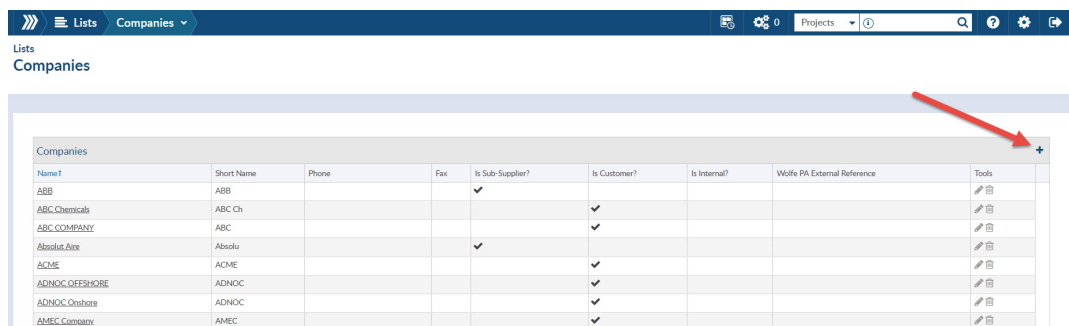 Lists Companies 0 Projects
Lists
Companies
Companies
Name↑ Short Name Phone Fax Is Sub-Supplier? Is Customer? Is Internal? Wolfe PA External Reference Tools
ABB ABB
ABC Chemicals ABC Ch
ABC COMPANY ABC
Absolut Aire Absolu
ACME ACME
ADNOC OFFSHORE ADNOC
ADNOC Onshore ADNOC
AMEC Company AMEC